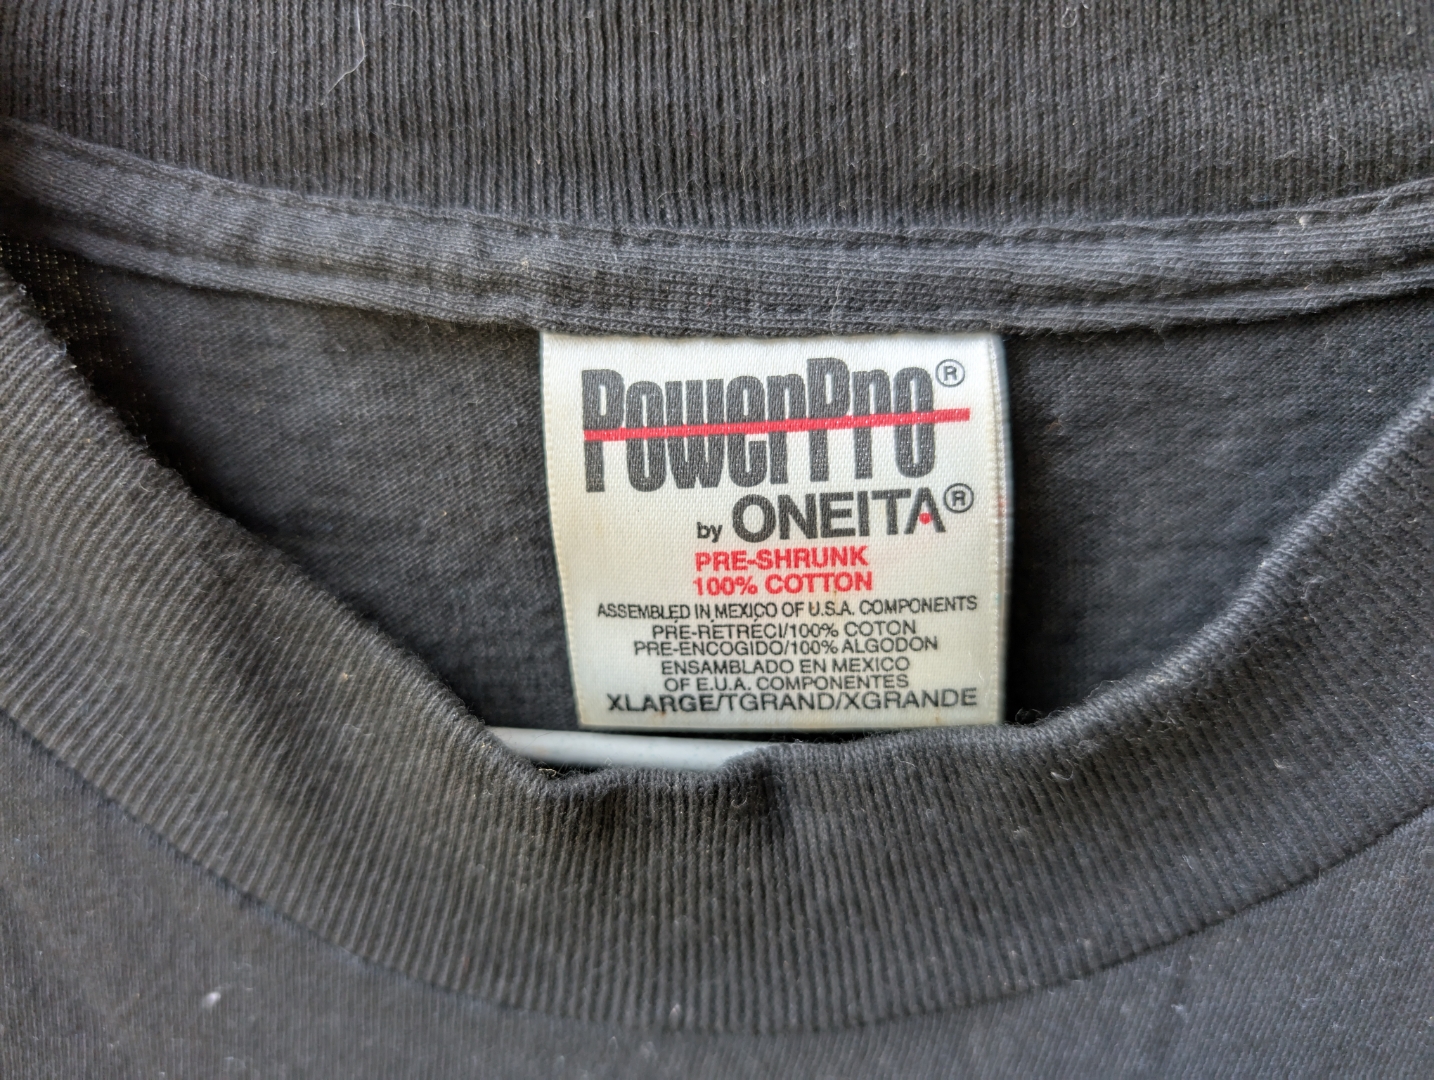 PowerPro®
by ONEITA®
PRE-SHRUNK
100% COTTON
ASSEMBLED IN MEXICO OF U.S.A. COMPONENTS
PRE-RETRECI/100% COTON
PRE-ENCOGIDO/100% ALGODON
ENSAMBLADO EN MEXICO
OF E.U.A. COMPONENTES
XLARGE/TGRAND/XGRANDE